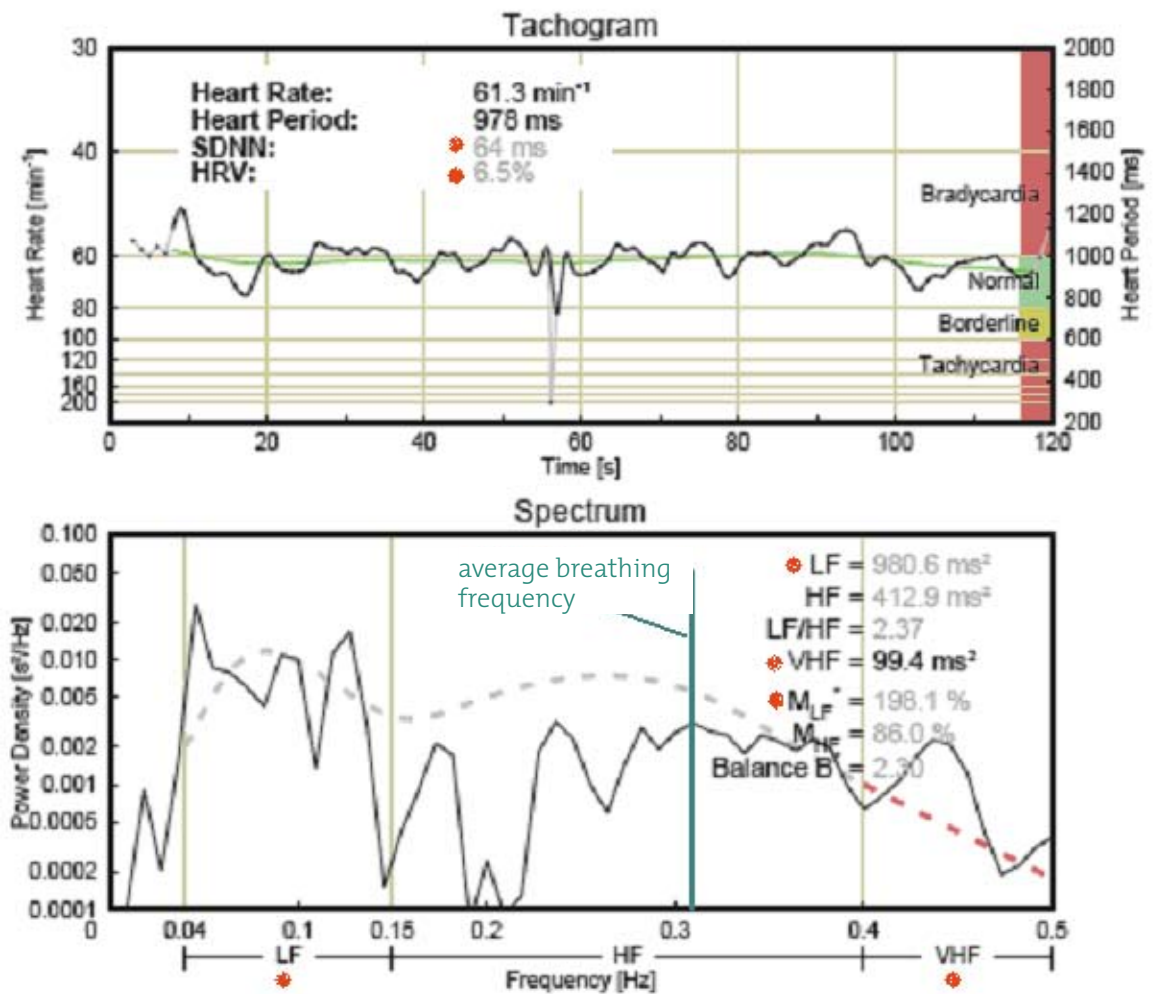 Tachogram
Heart Rate [min⁻¹]
30
40
60
80
100
120
160
200
Heart Rate: 61.3 min⁻¹
Heart Period: 978 ms
SDNN: 64 ms
HRV: 6.5%
Bradycardia
Normal
Borderline
Tachycardia
2000
1800
1600
1400
1200
1000
800
600
400
200
Heart Period [ms]
0 20 40 60 80 100 120
Time [s]
Spectrum
Power Density [s²/Hz]
0.100
0.050
0.020
0.010
0.005
0.002
0.001
0.0005
0.0002
0.0001
average breathing
frequency
LF = 980.6 ms²
HF = 412.9 ms²
LF/HF = 2.37
VHF = 99.4 ms²
M_LF* = 198.1 %
M_HF = 86.0 %
Balance B = 2.30
0 0.04 0.1 0.15 0.2 0.3 0.4 0.5
LF HF VHF
Frequency [Hz]